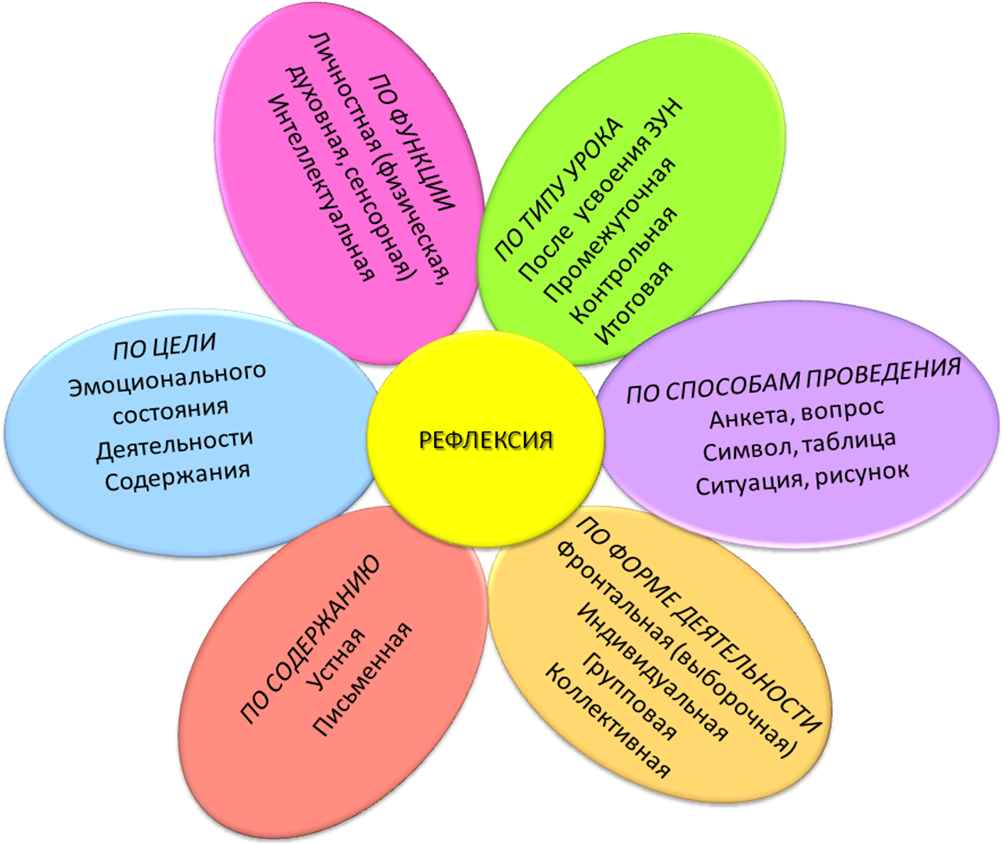 ПО ФУНКЦИИ
Личностная (физическая,
духовная, сенсорная)
Интеллектуальная
ПО ТИПУ УРОКА
После усвоения ЗУН
Промежуточная
Контрольная
Итоговая
ПО ЦЕЛИ
Эмоционального
состояния
Деятельности
Содержания
РЕФЛЕКСИЯ
ПО СПОСОБАМ ПРОВЕДЕНИЯ
Анкета, вопрос
Символ, таблица
Ситуация, рисунок
ПО СОДЕРЖАНИЮ
Устная
Письменная
ПО ФОРМЕ ДЕЯТЕЛЬНОСТИ
фронтальная (выборочная)
Индивидуальная
Групповая
Коллективная